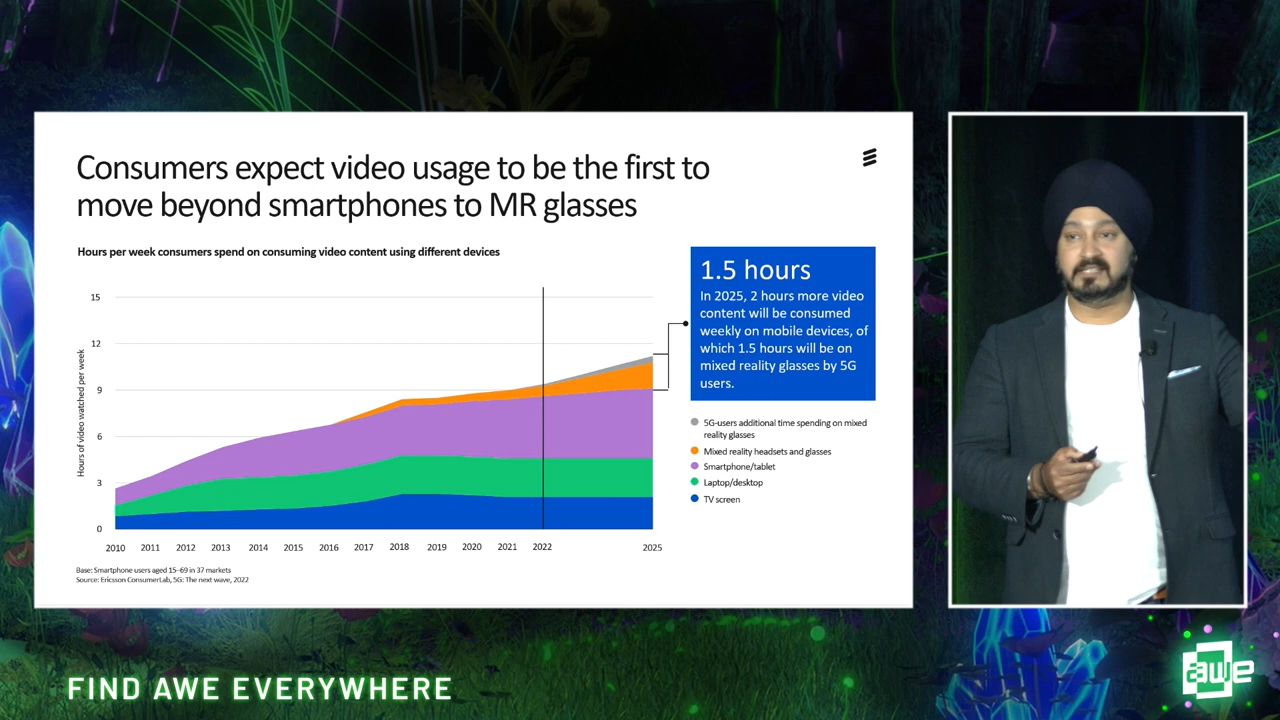 Consumers expect video usage to be the first to
move beyond smartphones to MR glasses
Hours per week consumers spend on consuming video content using different devices
Hours of video watched per week
15
12
9
6
3
0
2010 2011 2012 2013 2014 2015 2016 2017 2018 2019 2020 2021 2022 2025
1.5 hours
In 2025, 2 hours more video
content will be consumed
weekly on mobile devices, of
which 1.5 hours will be on
mixed reality glasses by 5G
users.
5G-users additional time spending on mixed
reality glasses
Mixed reality headsets and glasses
Smartphone/tablet
Laptop/desktop
TV screen
Base: Smartphone users aged 15–69 in 37 markets
Source: Ericsson ConsumerLab, 5G: The next wave, 2022
FIND AWE EVERYWHERE
awe